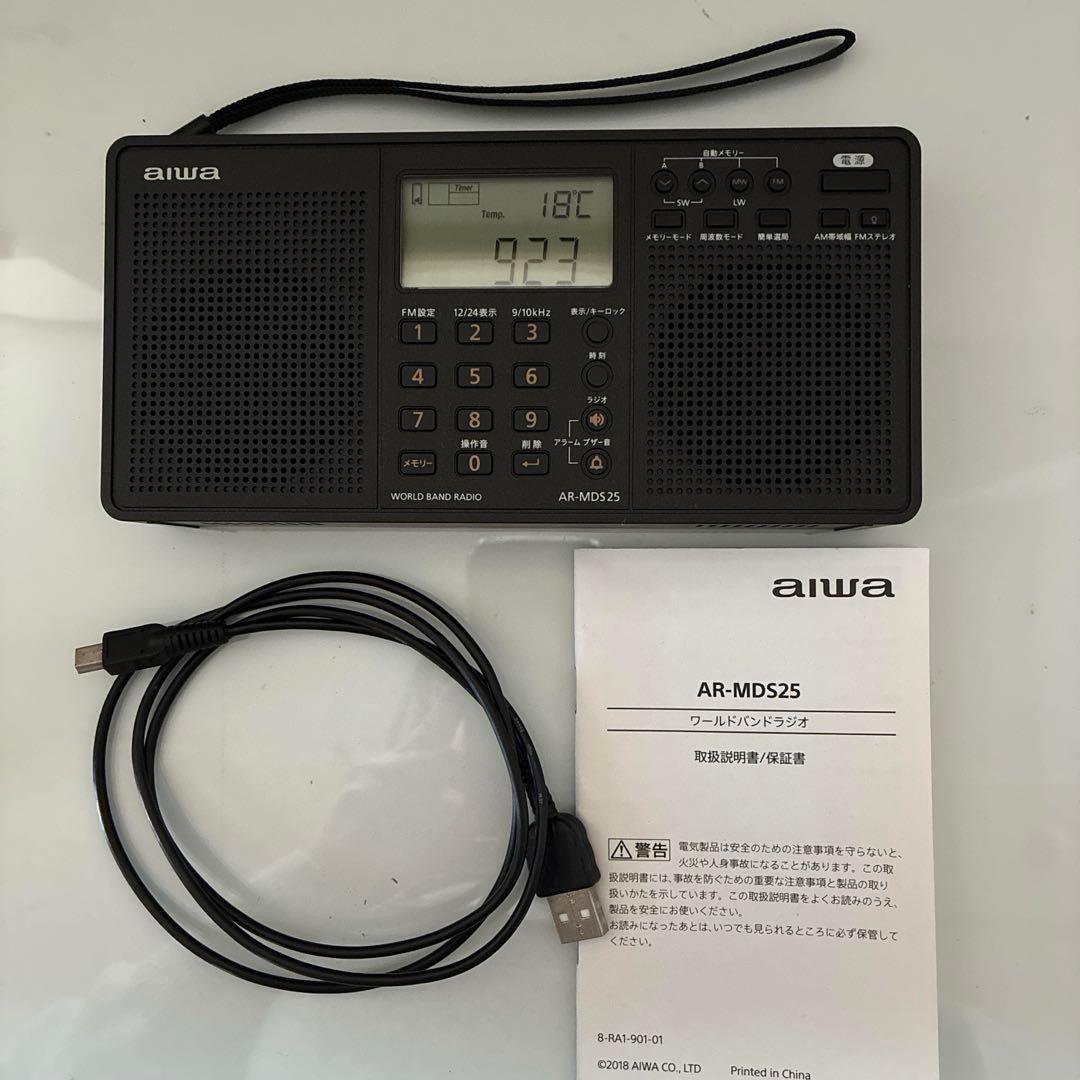 aiwa
Timer
Temp. 18℃
923
自動メモリー
A B
MW FM
SW LW
電源
メモリーモード 周波数モード 簡単選局 AM帯域幅 FMステレオ
FM設定 12/24表示 9/10kHz 表示/キーロック
1 2 3
時刻
4 5 6
ラジオ
7 8 9
操作音 削除 アラーム ブザー音
メモリー 0
WORLD BAND RADIO AR-MDS25
aiwa
AR-MDS25
ワールドバンドラジオ
取扱説明書/保証書
警告 電気製品は安全のための注意事項を守らないと、
火災や人身事故になることがあります。この取
扱説明書には、事故を防ぐための重要な注意事項と製品の取り
扱いかたを示しています。この取扱説明書をよくお読みのうえ、
製品を安全にお使いください。
お読みになったあとは、いつでも見られるところに必ず保管して
ください。
8-RA1-901-01
©2018 AIWA CO., LTD Printed in China